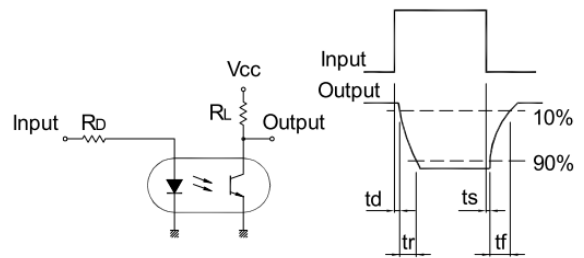 Vcc
RL
Input
RD
Output
Input
Output
10%
90%
td
ts
tr
tf